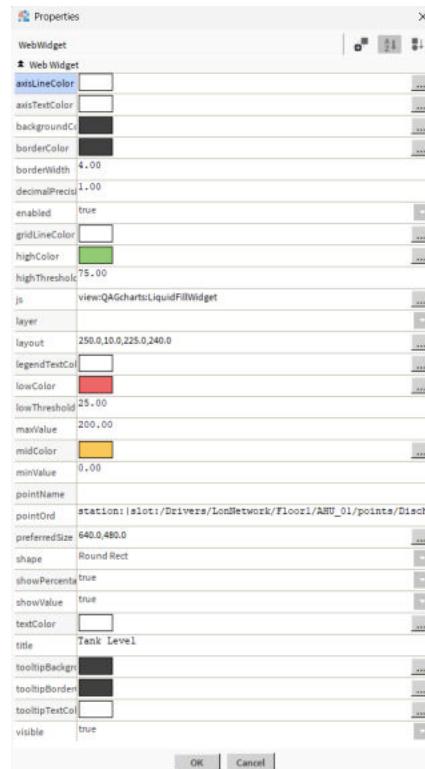 Properties
WebWidget
Web Widget
axisLineColor
axisTextColor
backgroundCo
borderColor
borderWidth 4.00
decimalPrecisi 1.00
enabled true
gridLineColor
highColor
highThreshold 75.00
js view:QAGcharts:LiquidFillWidget
layer
layout 250.0,10.0,225.0,240.0
legendTextCol
lowColor
lowThreshold 25.00
maxValue 200.00
midColor
minValue 0.00
pointName
pointOrd station:|slot:/Drivers/LonNetwork/Floor1/AHU_01/points/Disch
preferredSize 640.0,480.0
shape Round Rect
showPercenta true
showValue true
textColor
title Tank Level
tooltipBackgro
tooltipBorder
tooltipTextCol
visible true
OK Cancel